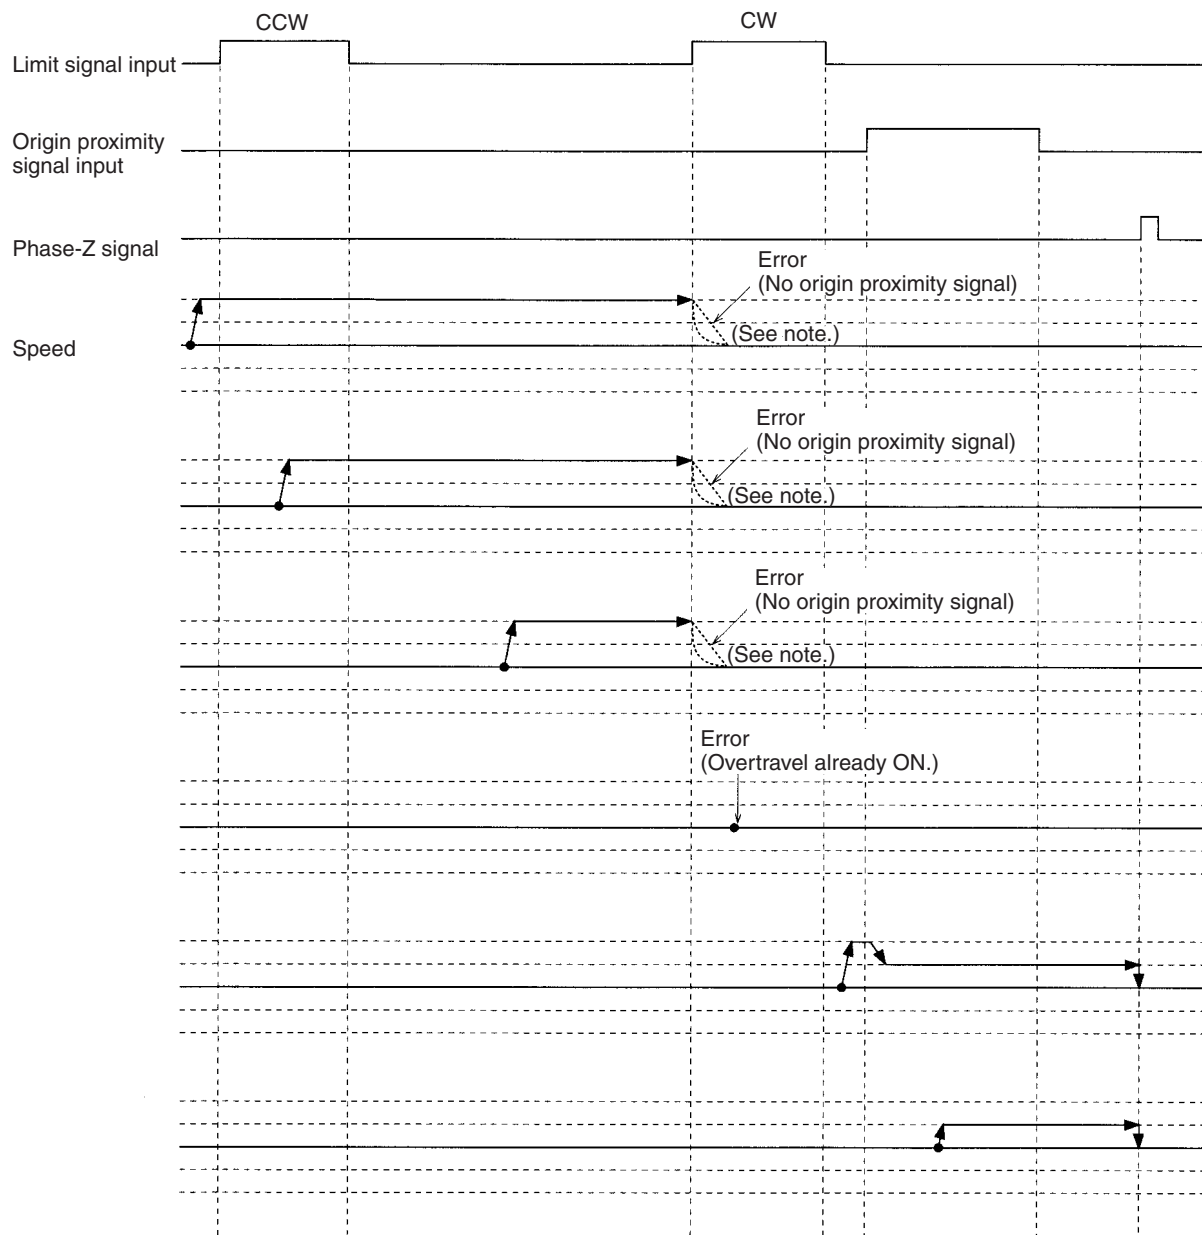 CCW
CW
Limit signal input
Origin proximity
signal input
Phase-Z signal
Error
(No origin proximity signal)
(See note.)
Speed
Error
(No origin proximity signal)
(See note.)
Error
(No origin proximity signal)
(See note.)
Error
(Overtravel already ON.)